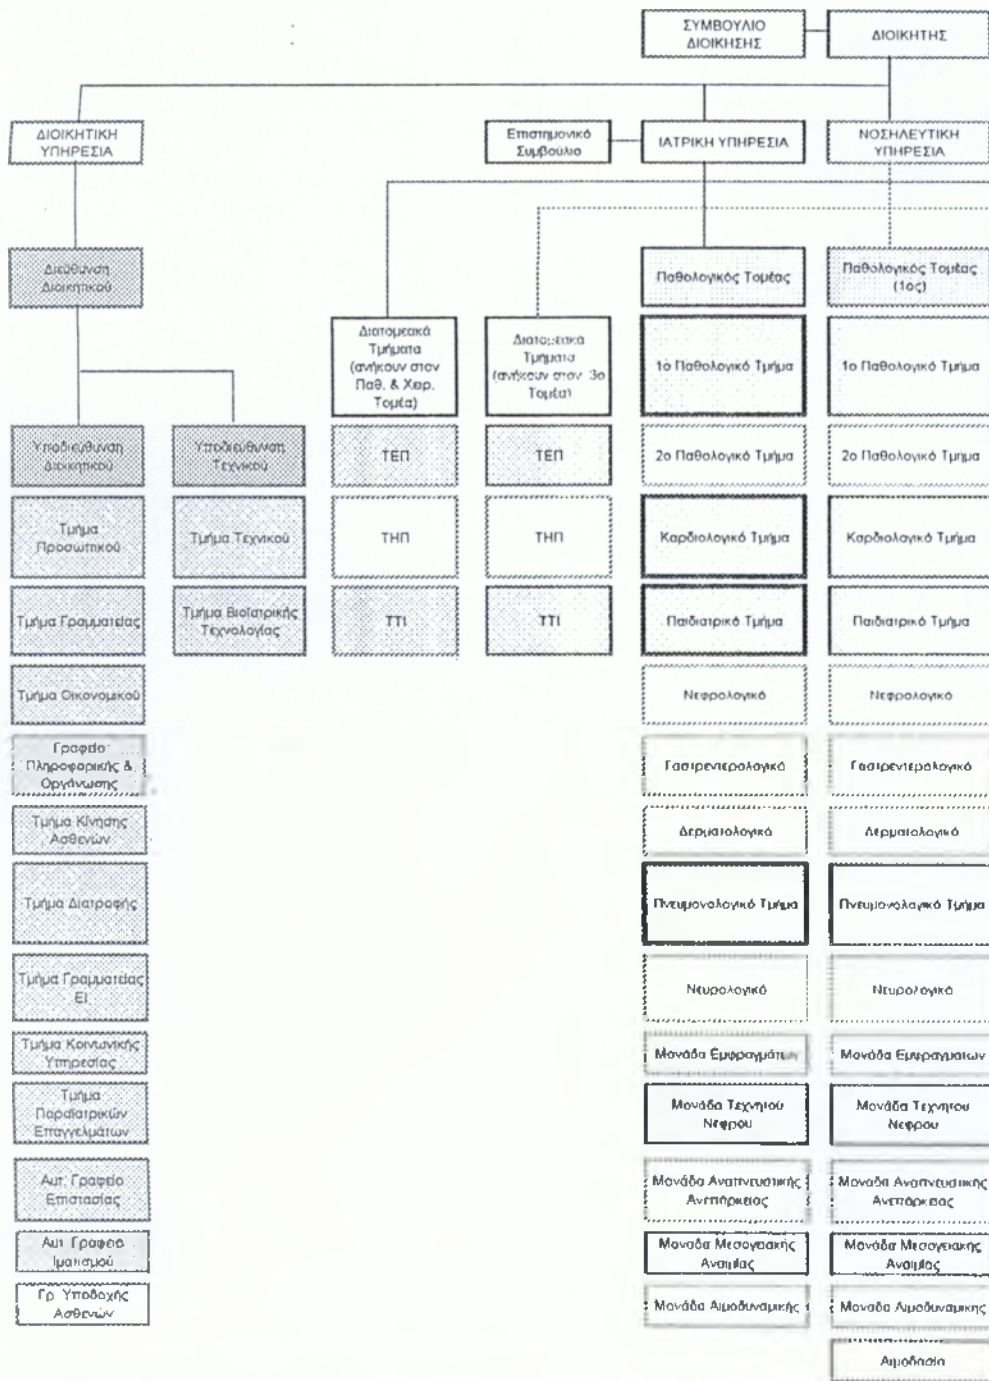 ΣΥΜΒΟΥΛΙΟ
ΔΙΟΙΚΗΣΗΣ
ΔΙΟΙΚΗΤΗΣ
ΔΙΟΙΚΗΤΙΚΗ
ΥΠΗΡΕΣΙΑ
Επιστημονικό
Συμβούλιο
ΙΑΤΡΙΚΗ ΥΠΗΡΕΣΙΑ
ΝΟΣΗΛΕΥΤΙΚΗ
ΥΠΗΡΕΣΙΑ
Διεύθυνση
Διοικητικού
Παθολογικός Τομέας
Παθολογικός Τομέας
(1ος)
Διατομεακά
Τμήματα
(ανήκουν στον
Παθ. & Χειρ.
Τομέα)
Διατομεακά
Τμήματα
(ανήκουν στον 3ο
Τομέα)
1ο Παθολογικό Τμήμα
1ο Παθολογικό Τμήμα
Υποδιεύθυνση
Διοικητικού
Υποδιεύθυνση
Τεχνικού
ΤΕΠ
ΤΕΠ
2ο Παθολογικό Τμήμα
2ο Παθολογικό Τμήμα
Τμήμα
Προσωπικού
Τμήμα Τεχνικού
ΤΗΠ
ΤΗΠ
Καρδιολογικό Τμήμα
Καρδιολογικό Τμήμα
Τμήμα Γραμματείας
Τμήμα Βιοϊατρικής
Τεχνολογίας
ΤΤΙ
ΤΤΙ
Παιδιατρικό Τμήμα
Παιδιατρικό Τμήμα
Τμήμα Οικονομικού
Νεφρολογικό
Νεφρολογικό
Γραφείο
Πληροφορικής &
Οργάνωσης
Γαστρεντερολογικό
Γαστρεντερολογικό
Τμήμα Κίνησης
Ασθενών
Δερματολογικό
Δερματολογικό
Τμήμα Διατροφής
Πνευμονολογικό Τμήμα
Πνευμονολογικό Τμήμα
Τμήμα Γραμματείας
ΕΙ
Νευρολογικό
Νευρολογικό
Τμήμα Κοινωνικής
Υπηρεσίας
Μονάδα Εμφραγμάτων
Μονάδα Εμφραγμάτων
Τμήμα
Παραϊατρικών
Επαγγελμάτων
Μονάδα Τεχνητού
Νεφρού
Μονάδα Τεχνητού
Νεφρού
Αυτ. Γραφείο
Επιστασίας
Μονάδα Αναπνευστικής
Ανεπάρκειας
Μονάδα Αναπνευστικής
Ανεπάρκειας
Αυτ. Γραφείο
Ιματισμού
Μονάδα Μεσογειακής
Αναιμίας
Μονάδα Μεσογειακής
Αναιμίας
Γρ. Υποδοχής
Ασθενών
Μονάδα Αιμοδυναμικής
Μονάδα Αιμοδυναμικής
Αιμοδοσία